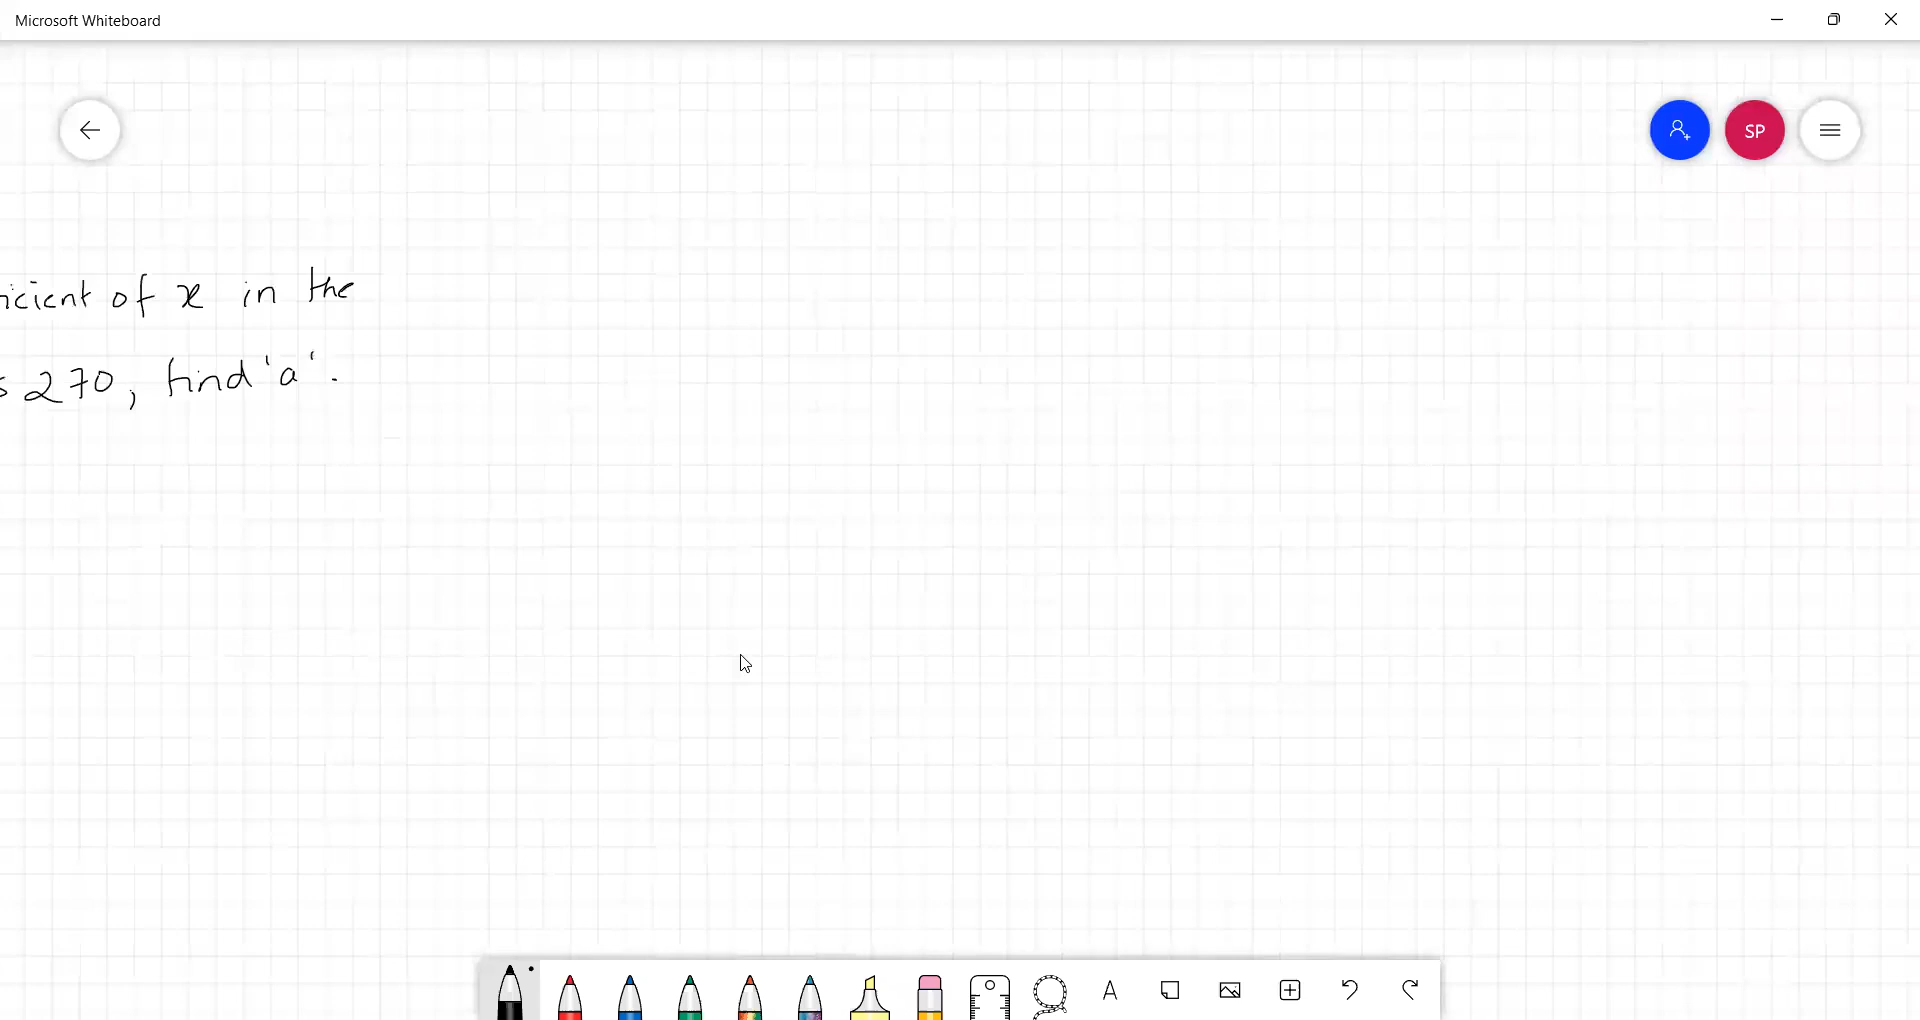 Microsoft Whiteboard
SP
icient of x in the
s 270, find 'a'.